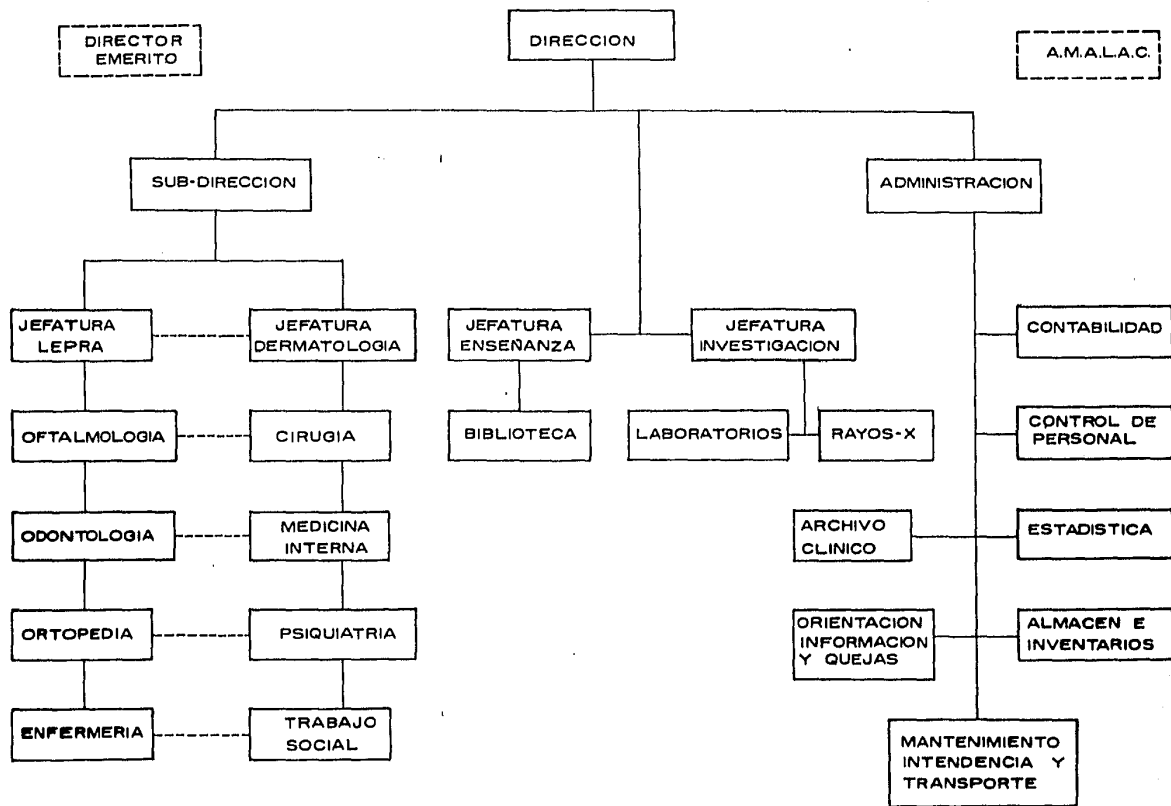 DIRECTOR
EMERITO
DIRECCION
A.M.A.L.A.C.
SUB-DIRECCION
ADMINISTRACION
JEFATURA
LEPRA
JEFATURA
DERMATOLOGIA
JEFATURA
ENSEÑANZA
JEFATURA
INVESTIGACION
CONTABILIDAD
OFTALMOLOGIA
CIRUGIA
BIBLIOTECA
LABORATORIOS
RAYOS-X
CONTROL DE
PERSONAL
ODONTOLOGIA
MEDICINA
INTERNA
ARCHIVO
CLINICO
ESTADISTICA
ORTOPEDIA
PSIQUIATRIA
ORIENTACION
INFORMACION
Y QUEJAS
ALMACEN E
INVENTARIOS
ENFERMERIA
TRABAJO
SOCIAL
MANTENIMIENTO
INTENDENCIA Y
TRANSPORTE